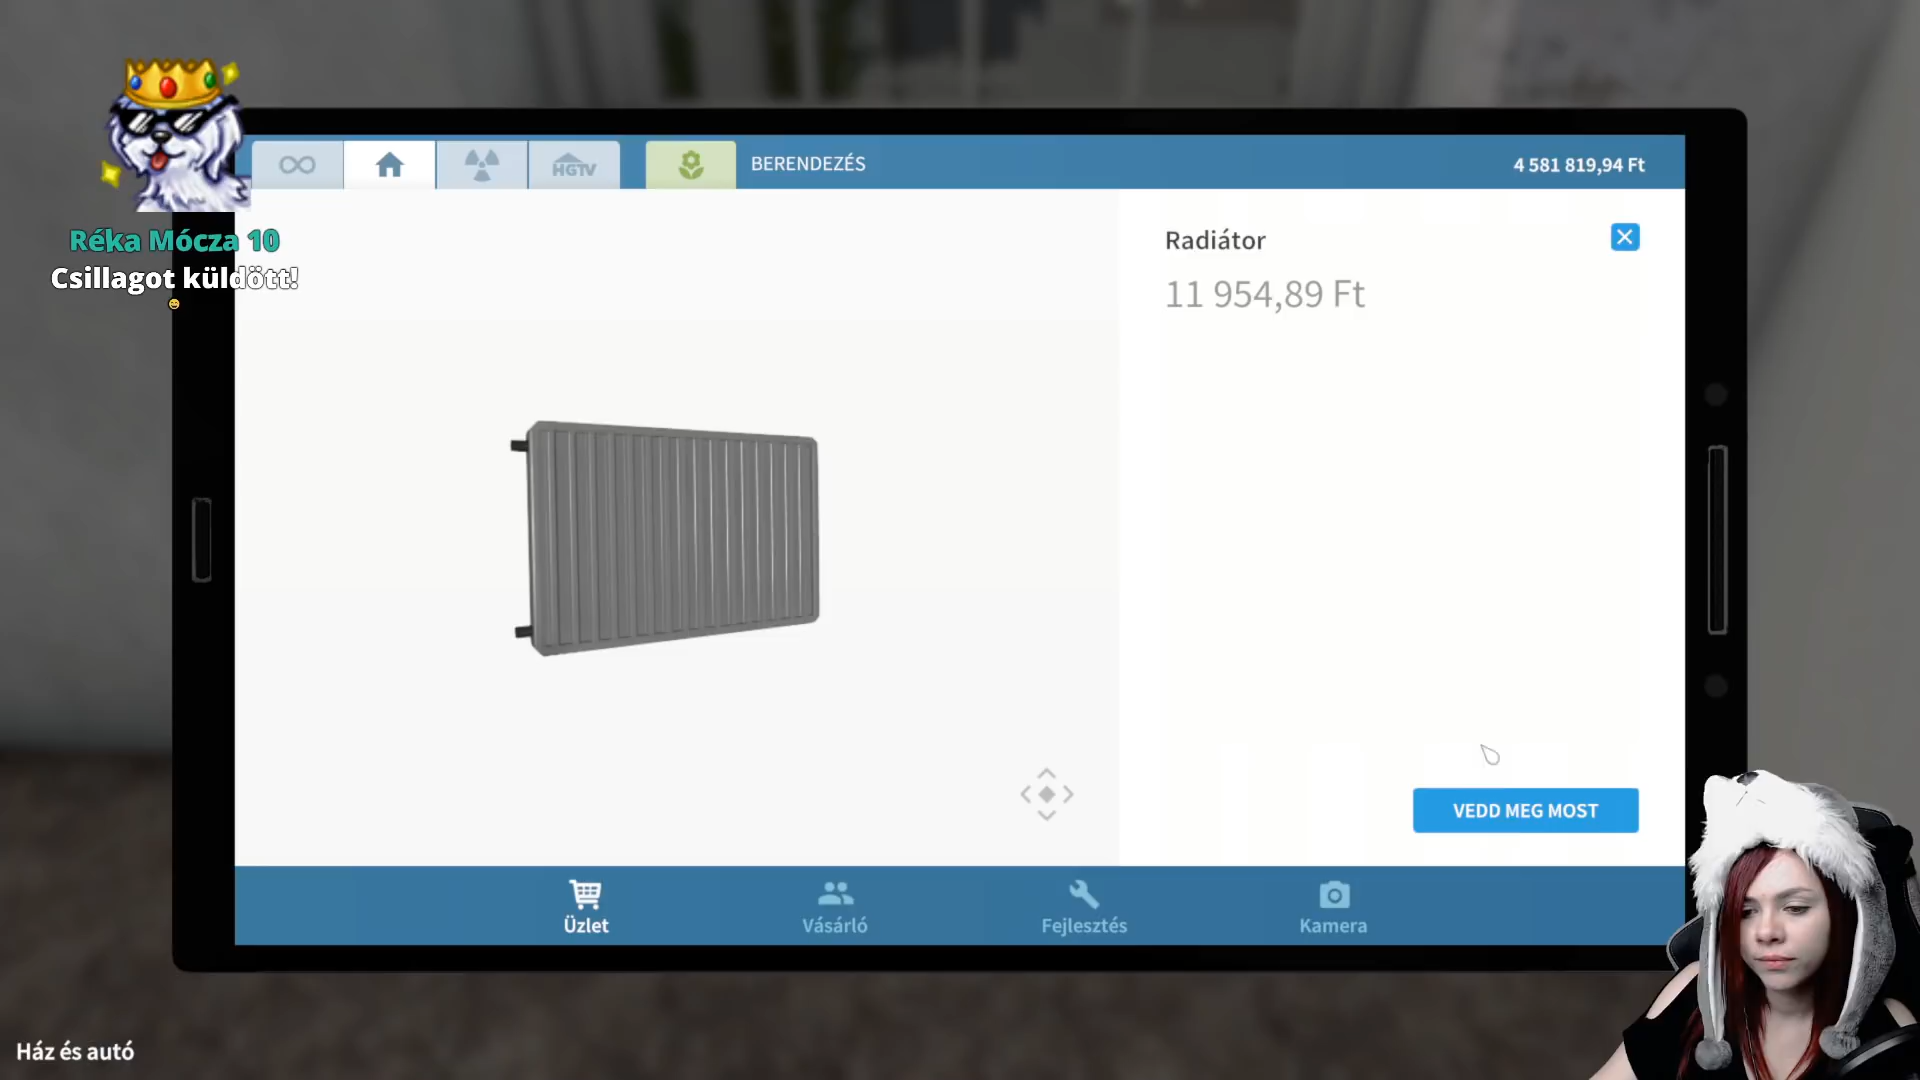 HGTV
BERENDEZÉS
4 581 819,94 Ft
Réka Mócza 10
Csillagot küldött!
Radiátor
11 954,89 Ft
VEDD MEG MOST
Üzlet
Vásárló
Fejlesztés
Kamera
Ház és autó